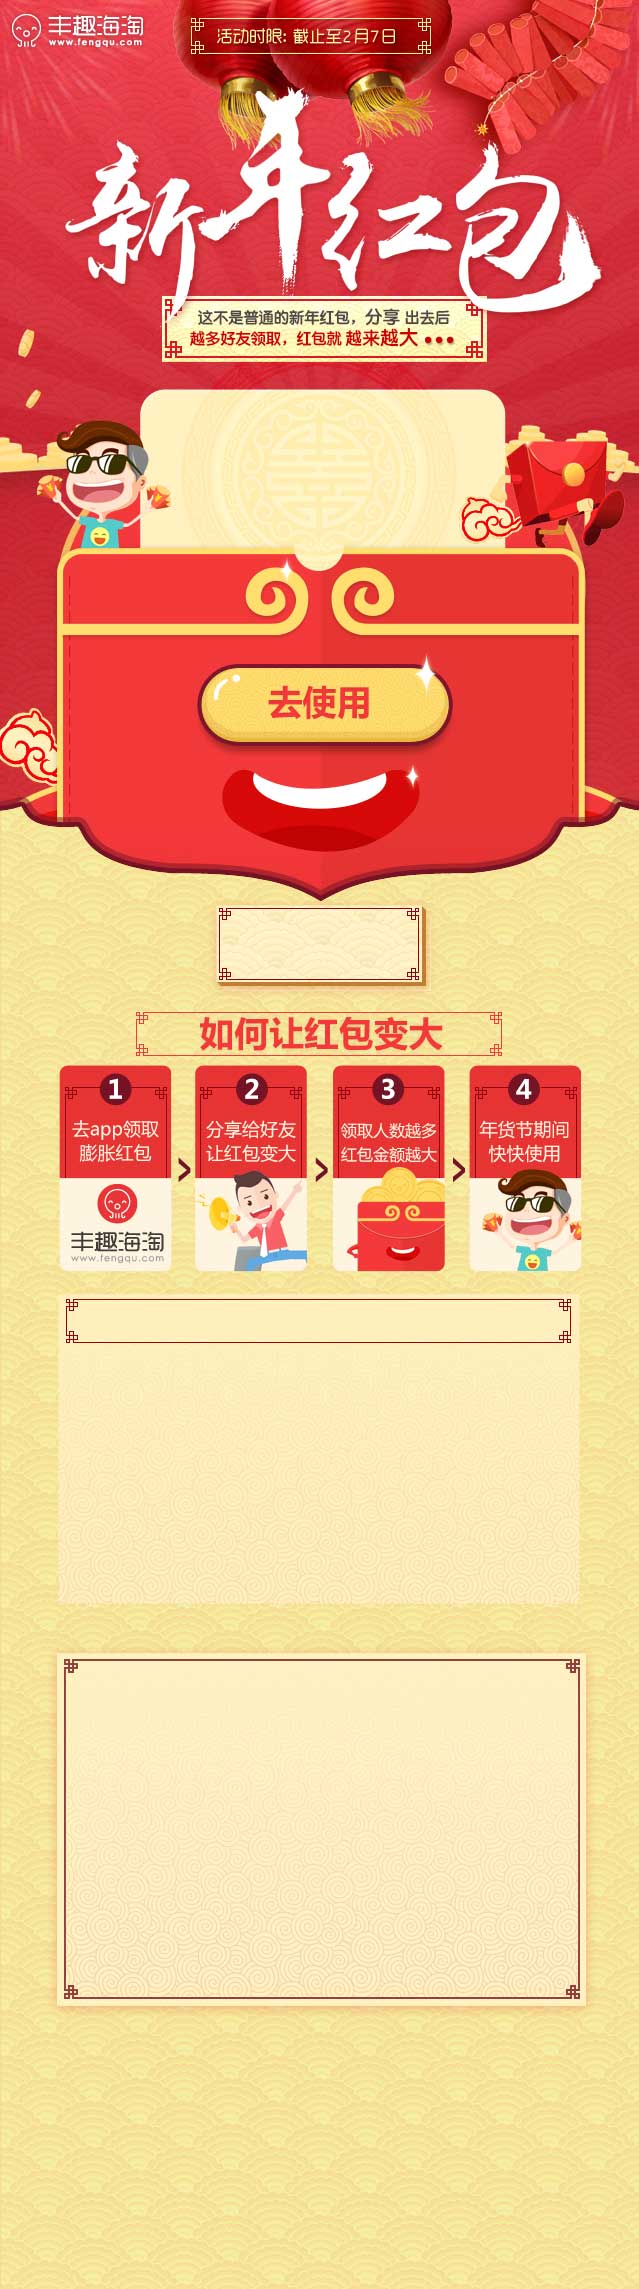 丰趣海淘
www.fengqu.com
活动时限: 截止至2月7日
新年红包
这不是普通的新年红包，分享 出去后
越多好友领取，红包就 越来越大 •••
去使用
如何让红包变大
1
去app领取
膨胀红包
丰趣海淘
www.fengqu.com
2
分享给好友
让红包变大
3
领取人数越多
红包金额越大
4
年货节期间
快快使用